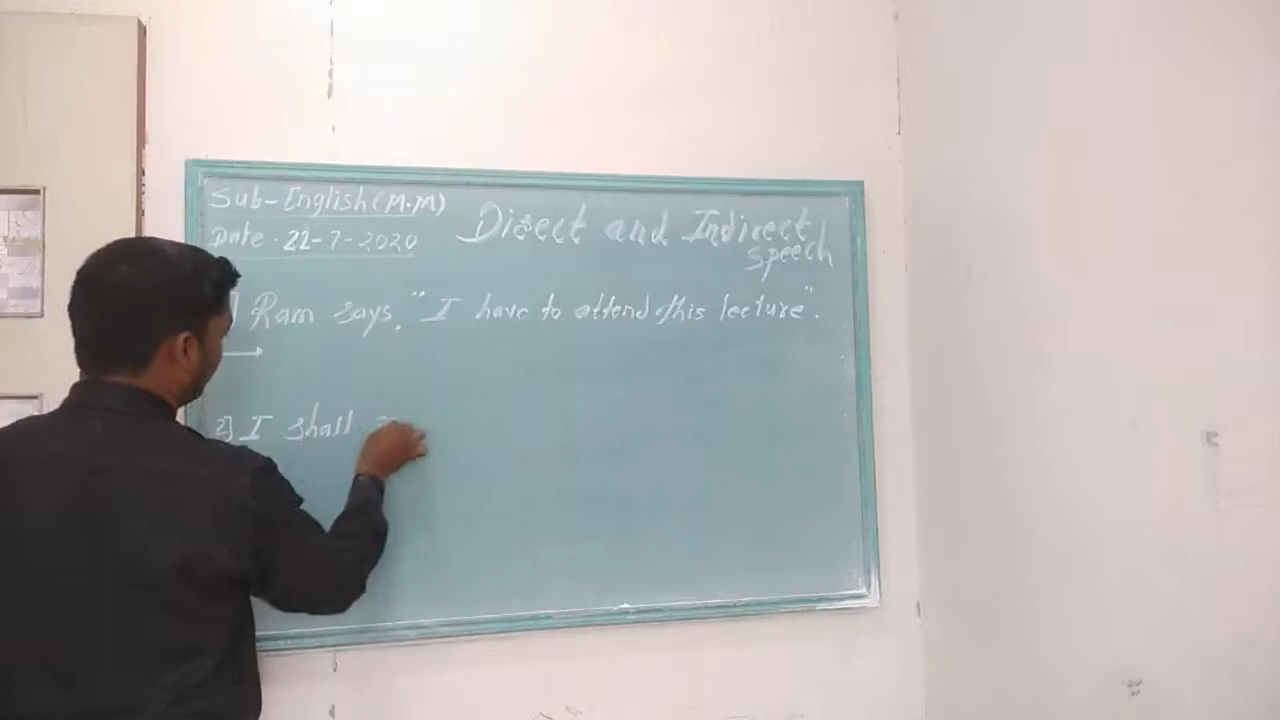 Sub-English(M.M)
Date. 22-7-2020
Direct and Indirect
speech
] Ram says, "I have to attend this lecture".
→
2] I shall